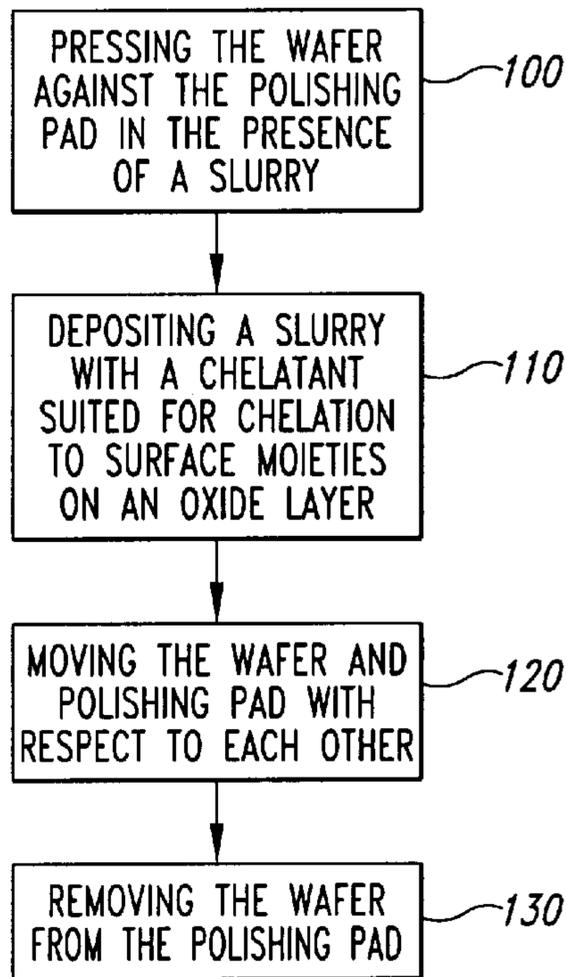 PRESSING THE WAFER
AGAINST THE POLISHING
PAD IN THE PRESENCE
OF A SLURRY
100
DEPOSITING A SLURRY
WITH A CHELATANT
SUITED FOR CHELATION
TO SURFACE MOIETIES
ON AN OXIDE LAYER
110
MOVING THE WAFER AND
POLISHING PAD WITH
RESPECT TO EACH OTHER
120
REMOVING THE WAFER
FROM THE POLISHING PAD
130